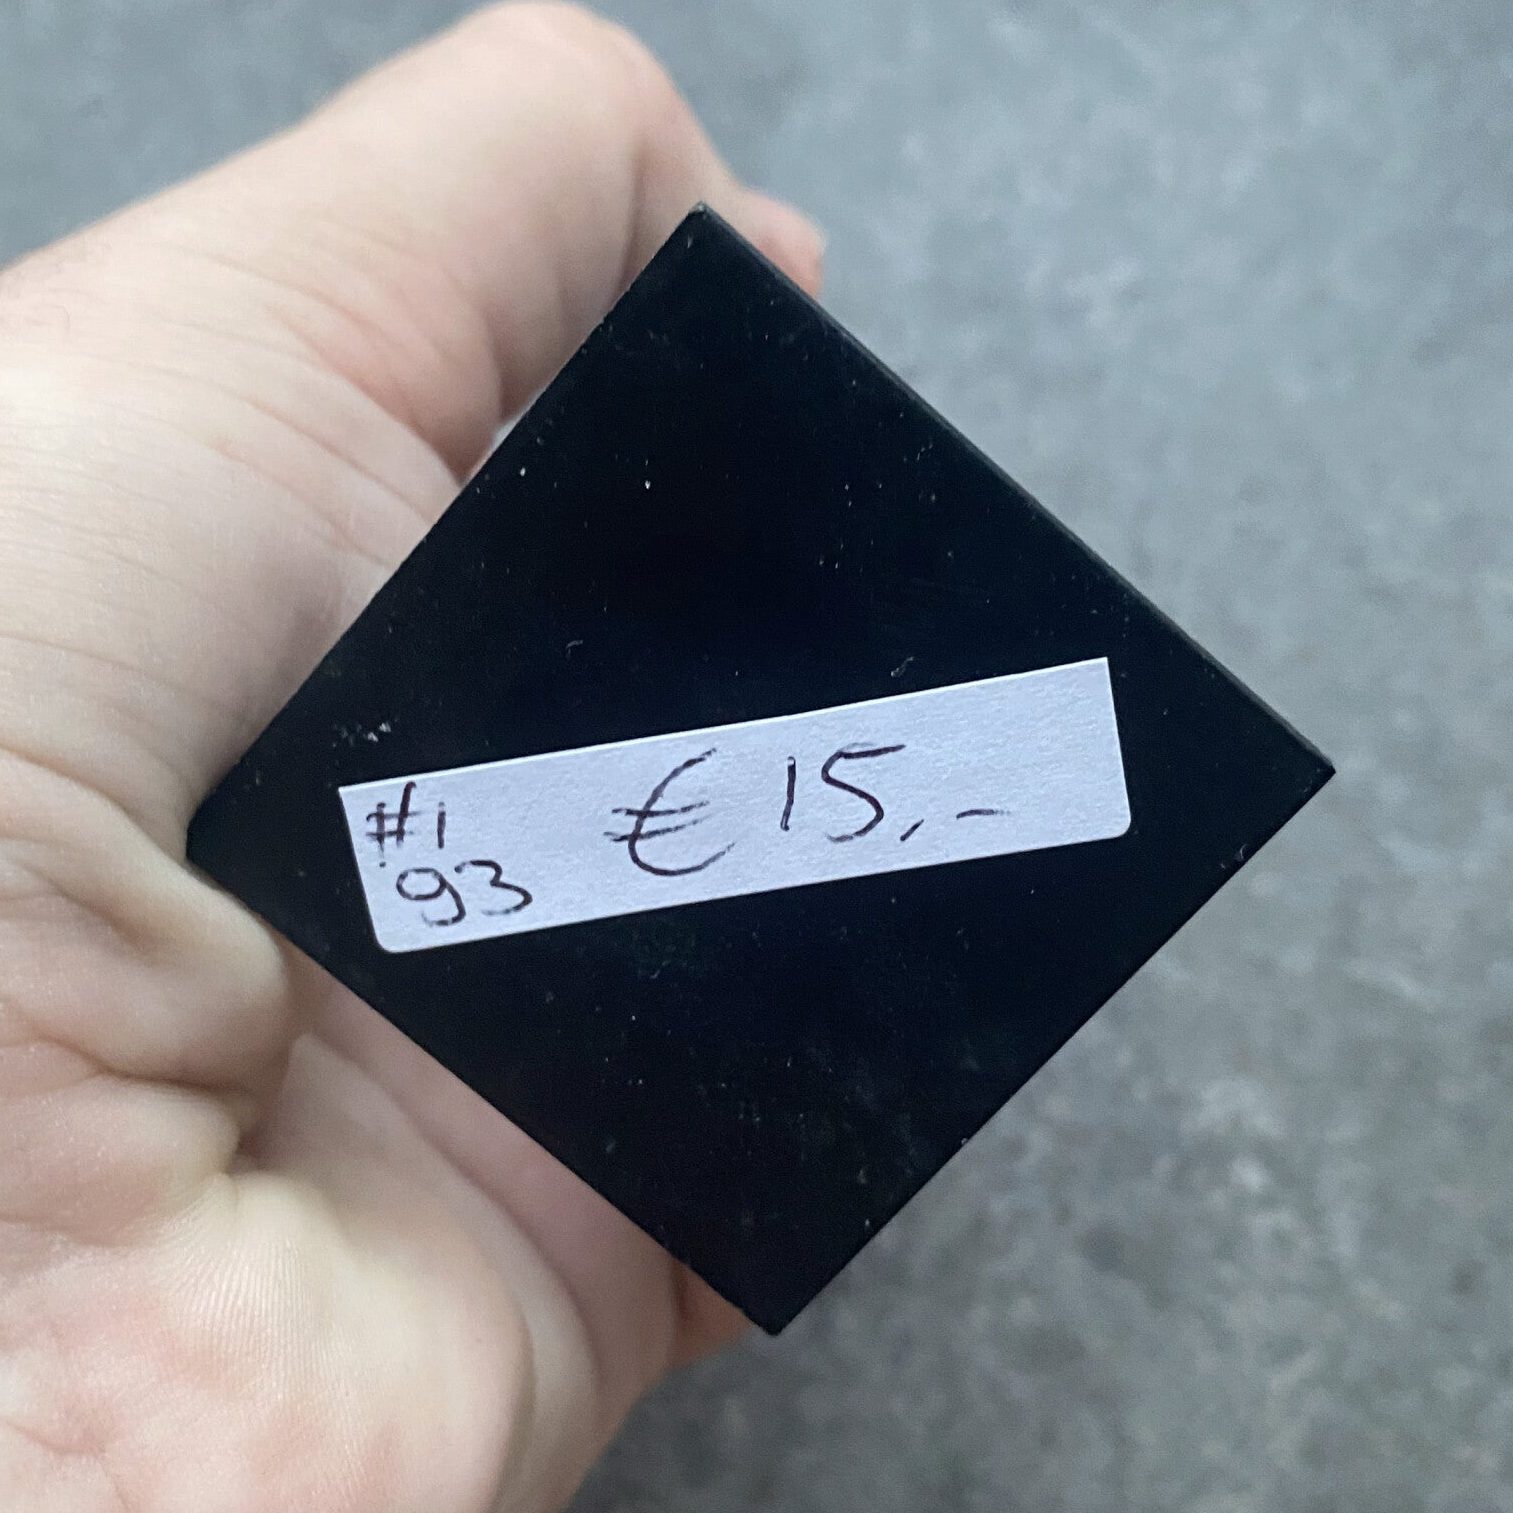 #1 € 15,-
93